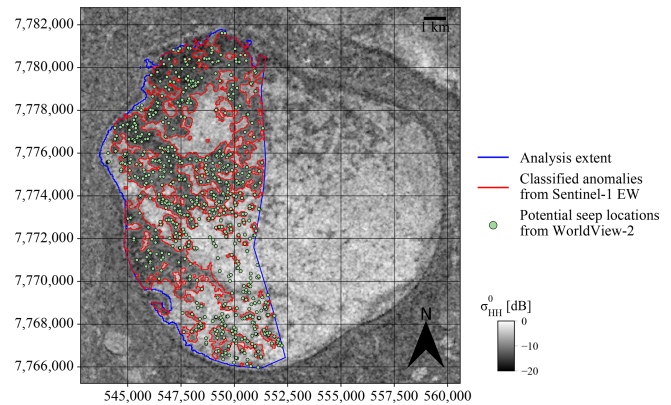 7,782,000
7,780,000
7,778,000
7,776,000
7,774,000
7,772,000
7,770,000
7,768,000
7,766,000
545,000 547,500 550,000 552,500 555,000 557,500 560,000
1 km
N
Analysis extent
Classified anomalies
from Sentinel-1 EW
Potential seep locations
from WorldView-2
σ⁰HH [dB]
0
−10
−20